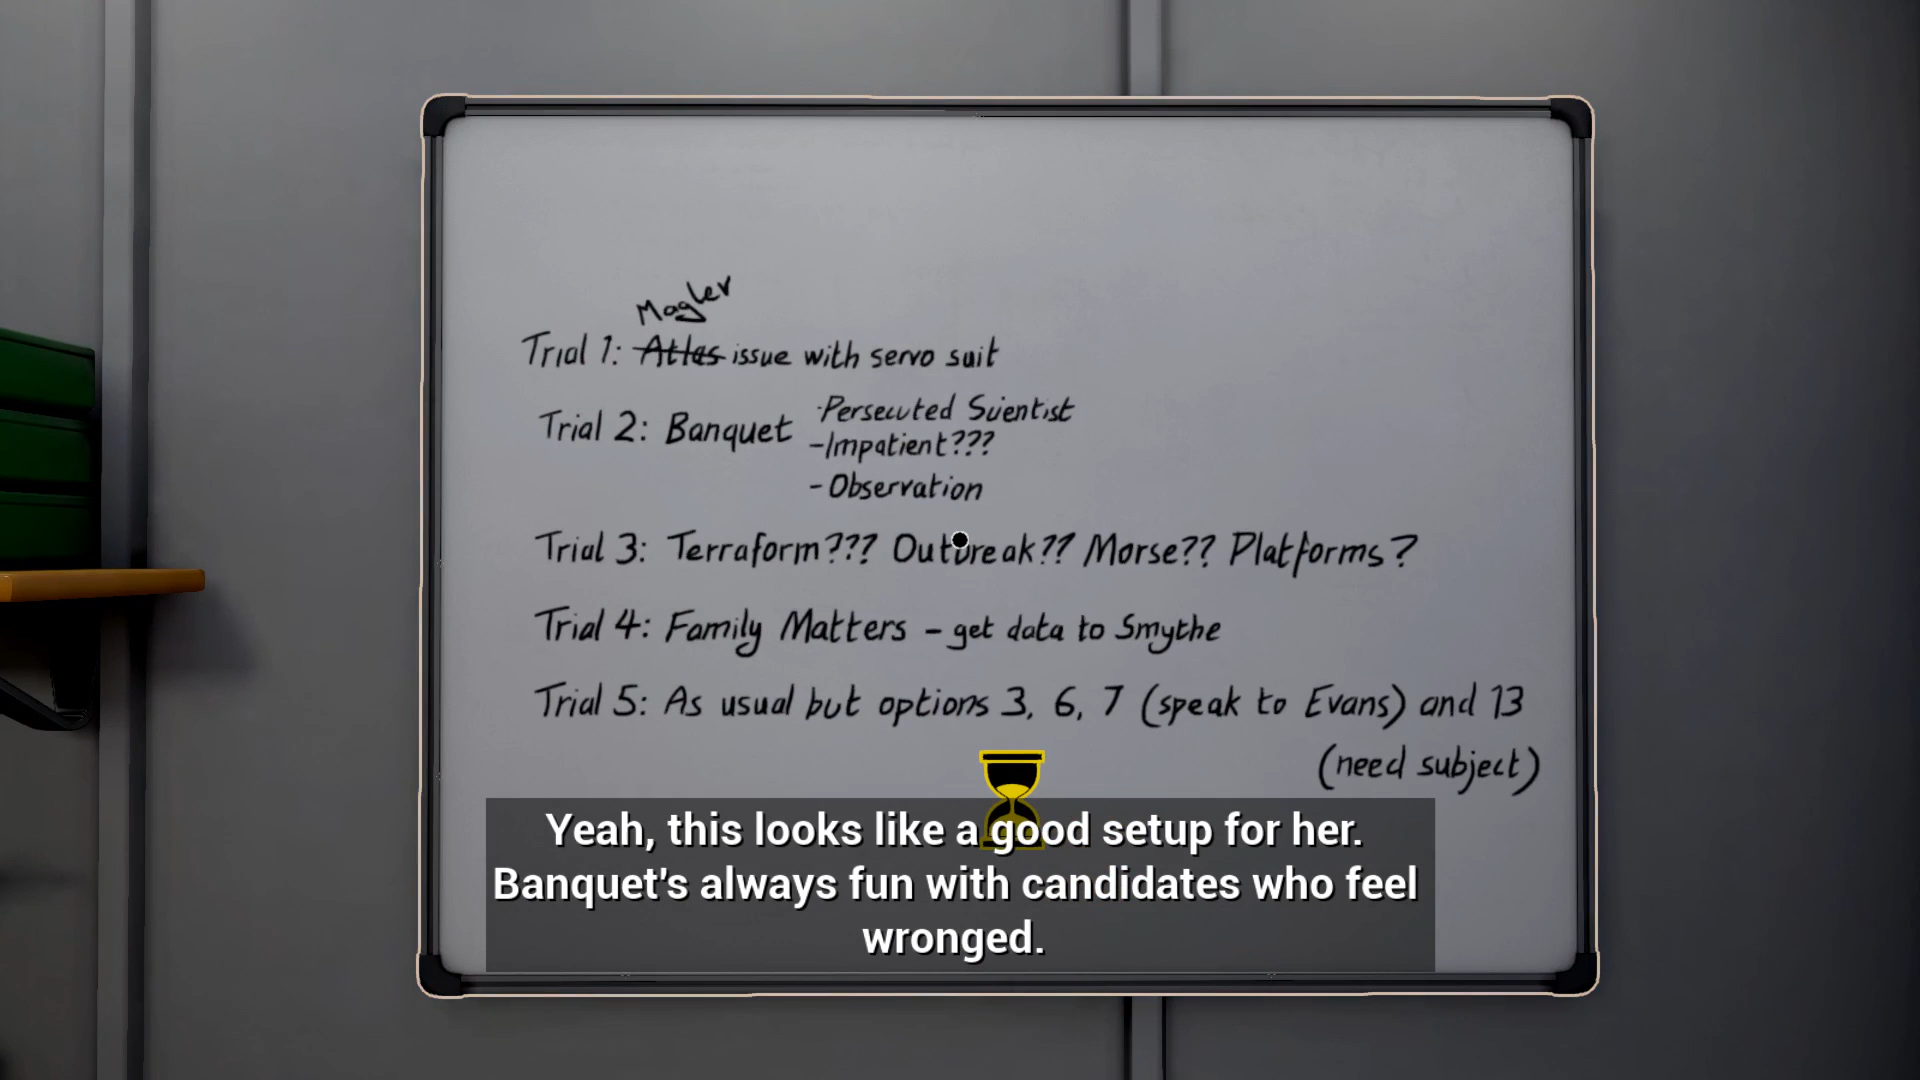 Maglev
Trial 1: Atlas issue with servo suit
Trial 2: Banquet
-Persecuted Scientist
-Impatient???
- Observation
Trial 3: Terraform??? Outbreak?? Morse?? Platforms?
Trial 4: Family Matters - get data to Smythe
Trial 5: As usual but options 3, 6, 7 (speak to Evans) and 13
(need subject)
Yeah, this looks like a good setup for her.
Banquet's always fun with candidates who feel
wronged.